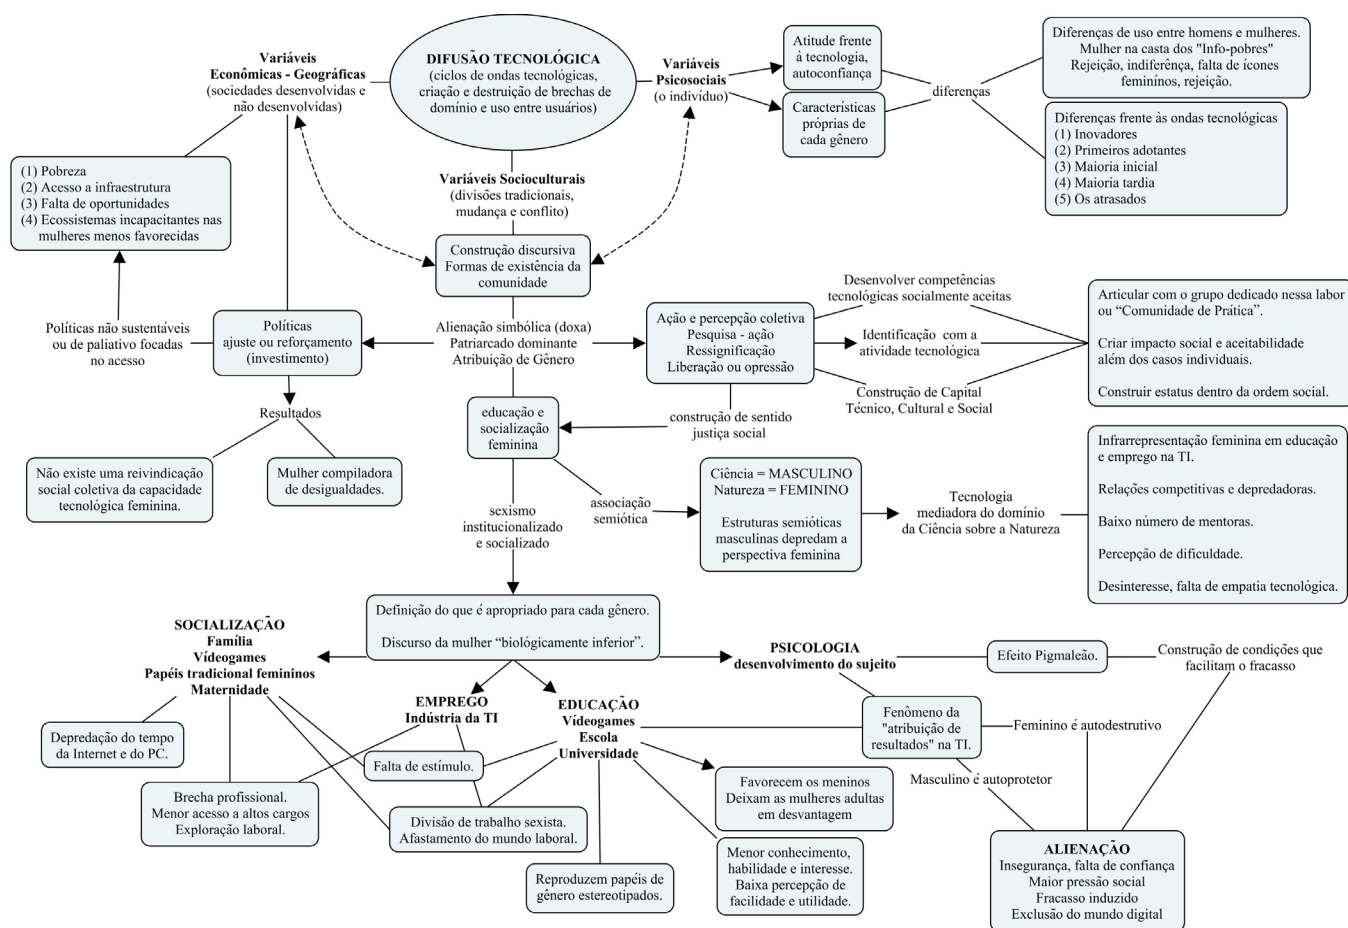 DIFUSÃO TECNOLÓGICA
(ciclos de ondas tecnológicas,
criação e destruição de brechas de
domínio e uso entre usuários)
Variáveis
Econômicas - Geográficas
(sociedades desenvolvidas e
não desenvolvidas)
Variáveis
Psicosociais
(o indivíduo)
Atitude frente
à tecnologia,
autoconfiança
Características
próprias de
cada gênero
diferenças
Diferenças de uso entre homens e mulheres.
Mulher na casta dos "Info-pobres"
Rejeição, indiferênça, falta de ícones
femininos, rejeição.
Diferenças frente às ondas tecnológicas
(1) Inovadores
(2) Primeiros adotantes
(3) Maioria inicial
(4) Maioria tardia
(5) Os atrasados
(1) Pobreza
(2) Acesso a infraestrutura
(3) Falta de oportunidades
(4) Ecossistemas incapacitantes nas
mulheres menos favorecidas
Variáveis Socioculturais
(divisões tradicionais,
mudança e conflito)
Construção discursiva
Formas de existência da
comunidade
Políticas não sustentáveis
ou de paliativo focadas
no acesso
Políticas
ajuste ou reforçamento
(investimento)
Alienação simbólica (doxa)
Patriarcado dominante
Atribuição de Gênero
Ação e percepção coletiva
Pesquisa - ação
Ressignificação
Liberação ou opressão
Desenvolver competências
tecnológicas socialmente aceitas
Identificação com a
atividade tecnológica
Construção de Capital
Técnico, Cultural e Social
Articular com o grupo dedicado nessa labor
ou “Comunidade de Prática”.
Criar impacto social e aceitabilidade
além dos casos individuais.
Construir estatus dentro da ordem social.
Resultados
Não existe uma reivindicação
social coletiva da capacidade
tecnológica feminina.
Mulher compiladora
de desigualdades.
educação e
socialização
feminina
construção de sentido
justiça social
sexismo
institucionalizado
e socializado
associação
semiótica
Ciência = MASCULINO
Natureza = FEMININO
Estruturas semióticas
masculinas depredam a
perspectiva feminina
Tecnologia
mediadora do domínio
da Ciência sobre a Natureza
Infrarrepresentação feminina em educação
e emprego na TI.
Relações competitivas e depredadoras.
Baixo número de mentoras.
Percepção de dificuldade.
Desinteresse, falta de empatia tecnológica.
Definição do que é apropriado para cada gênero.
Discurso da mulher “biológicamente inferior”.
SOCIALIZAÇÃO
Família
Vídeogames
Papéis tradicional femininos
Maternidade
EMPREGO
Indústria da TI
EDUCAÇÃO
Vídeogames
Escola
Universidade
PSICOLOGIA
desenvolvimento do sujeito
Efeito Pigmaleão.
Construção de condições que
facilitam o fracasso
Fenômeno da
"atribuição de
resultados" na TI.
Feminino é autodestrutivo
Masculino é autoprotetor
Depredação do tempo
da Internet e do PC.
Falta de estímulo.
Brecha profissional.
Menor acesso a altos cargos
Exploração laboral.
Divisão de trabalho sexista.
Afastamento do mundo laboral.
Favorecem os meninos
Deixam as mulheres adultas
em desvantagem
Menor conhecimento,
habilidade e interesse.
Baixa percepção de
facilidade e utilidade.
Reproduzem papéis de
gênero estereotipados.
ALIENAÇÃO
Insegurança, falta de confiança
Maior pressão social
Fracasso induzido
Exclusão do mundo digital